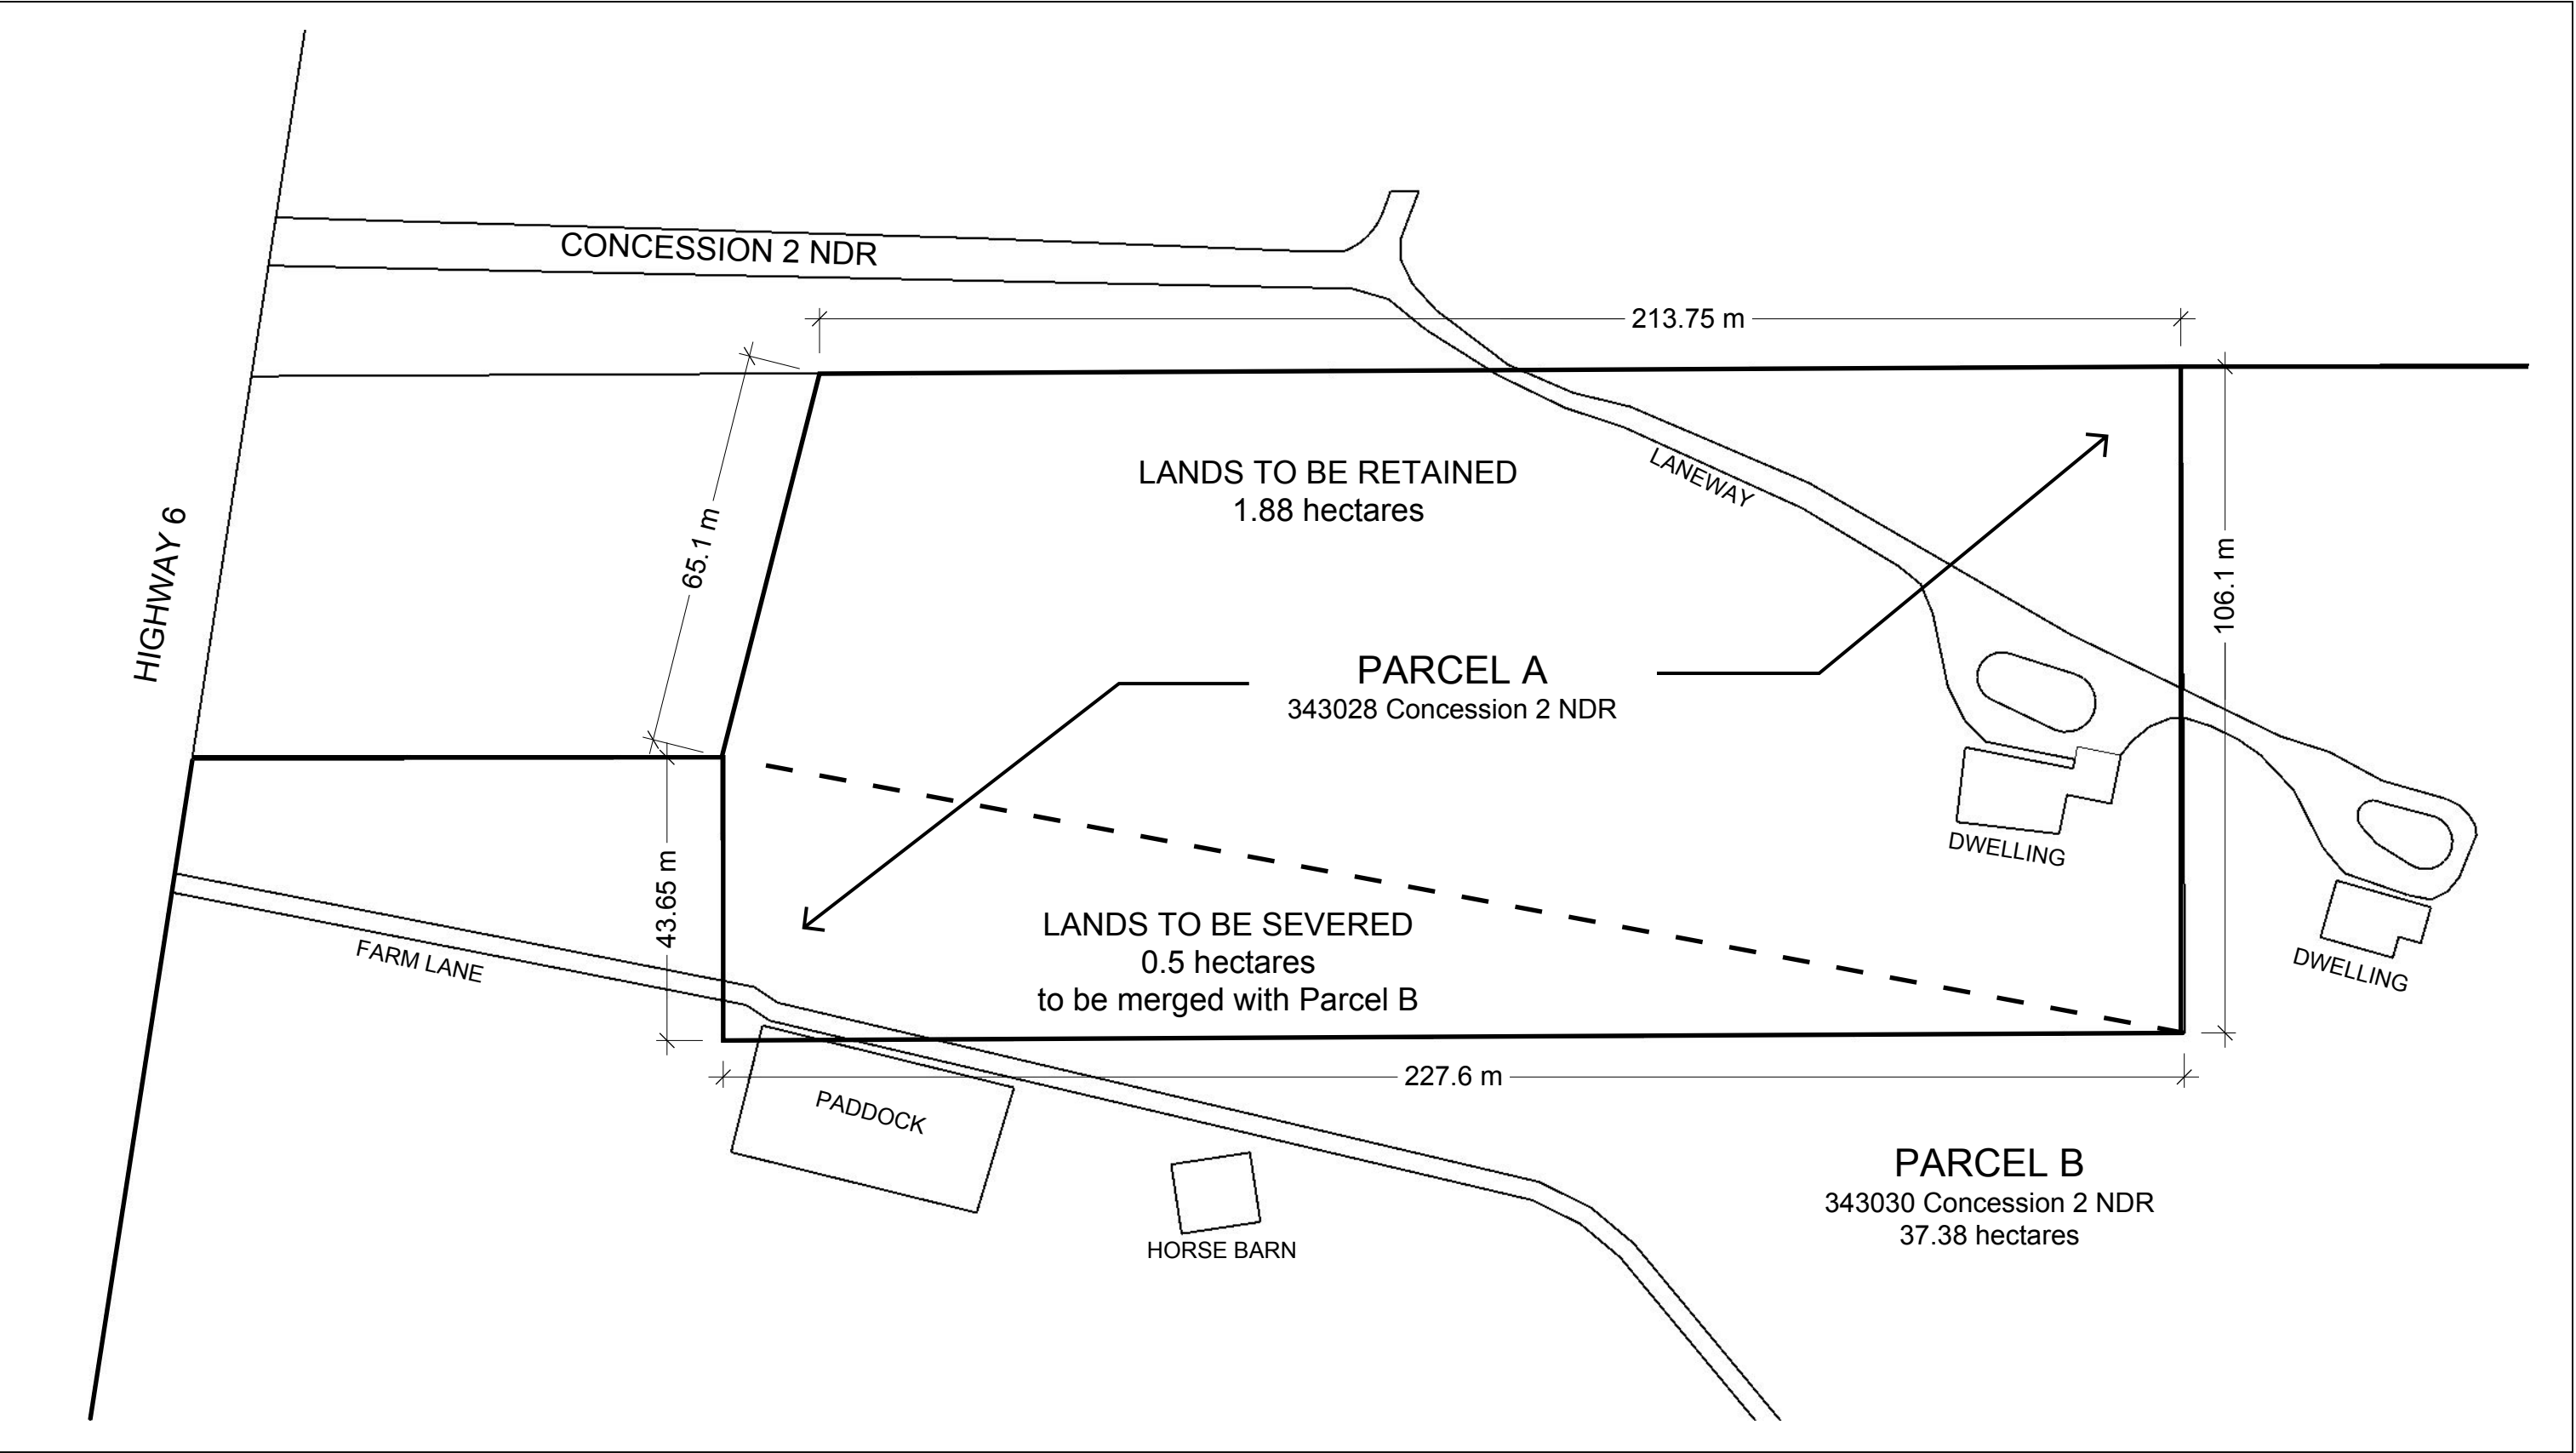 CONCESSION 2 NDR
213.75 m
LANEWAY
LANDS TO BE RETAINED
1.88 hectares
65.1 m
HIGHWAY 6
106.1 m
PARCEL A
343028 Concession 2 NDR
DWELLING
43.65 m
LANDS TO BE SEVERED
0.5 hectares
to be merged with Parcel B
FARM LANE
DWELLING
227.6 m
PADDOCK
PARCEL B
343030 Concession 2 NDR
37.38 hectares
HORSE BARN